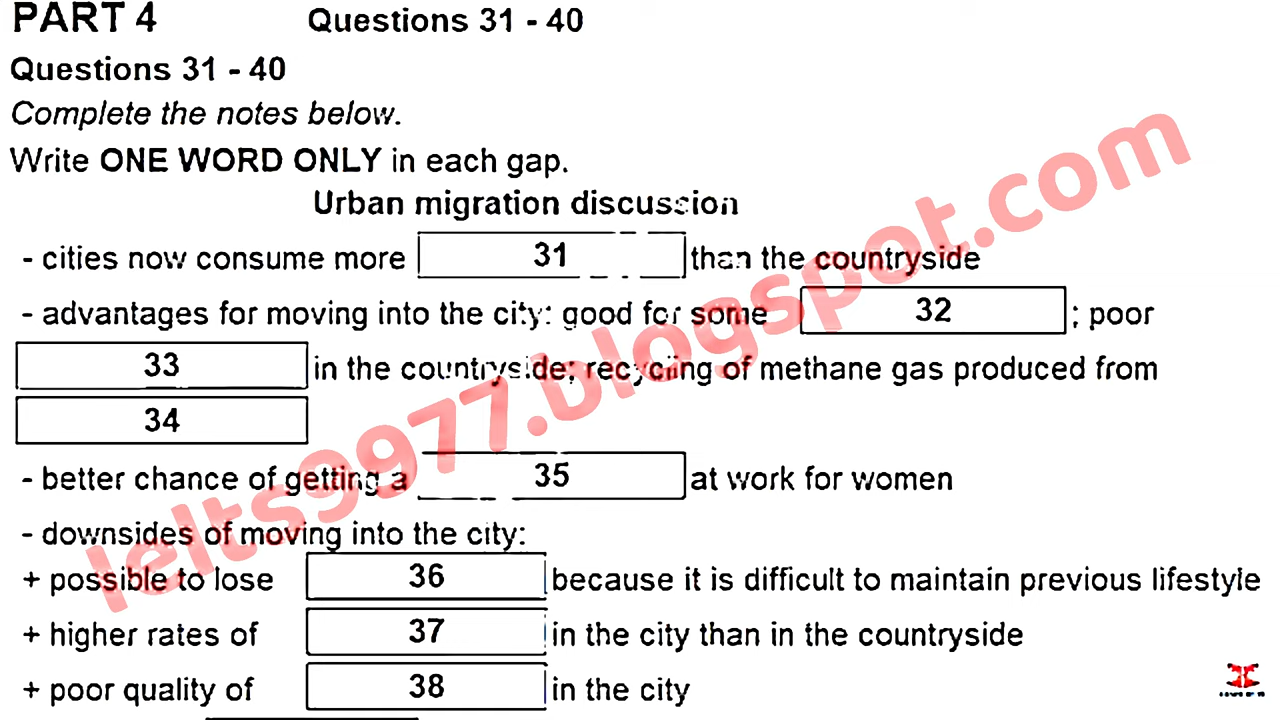 PART 4 Questions 31 - 40
Questions 31 - 40
Complete the notes below.
Write ONE WORD ONLY in each gap.
Urban migration discussion
- cities now consume more 31 than the countryside
- advantages for moving into the city: good for some 32 ; poor
33 in the countryside; recycling of methane gas produced from
34
- better chance of getting a 35 at work for women
- downsides of moving into the city:
+ possible to lose 36 because it is difficult to maintain previous lifestyle
+ higher rates of 37 in the city than in the countryside
+ poor quality of 38 in the city
Ielts9977.blogspot.com